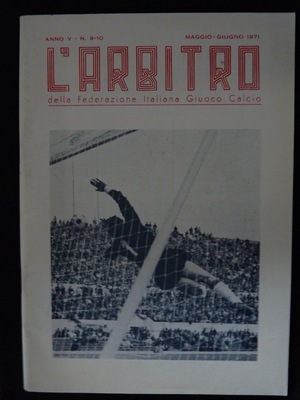 ANNO V - N. 9-10 MAGGIO - GIUGNO 1971
L'ARBITRO
della Federazione Italiana Giuoco Calcio